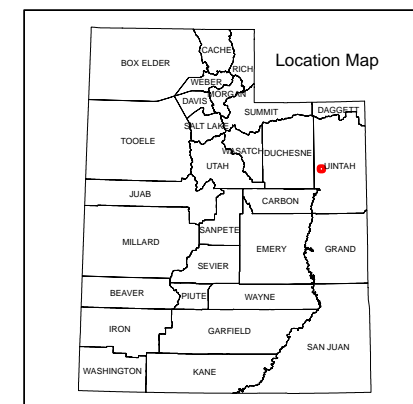 Location Map
CACHE
BOX ELDER
RICH
WEBER
MORGAN
DAVIS
SUMMIT
DAGGETT
SALT LAKE
TOOELE
WASATCH
DUCHESNE
UINTAH
UTAH
JUAB
CARBON
SANPETE
MILLARD
EMERY
GRAND
SEVIER
BEAVER
PIUTE
WAYNE
IRON
GARFIELD
SAN JUAN
WASHINGTON
KANE